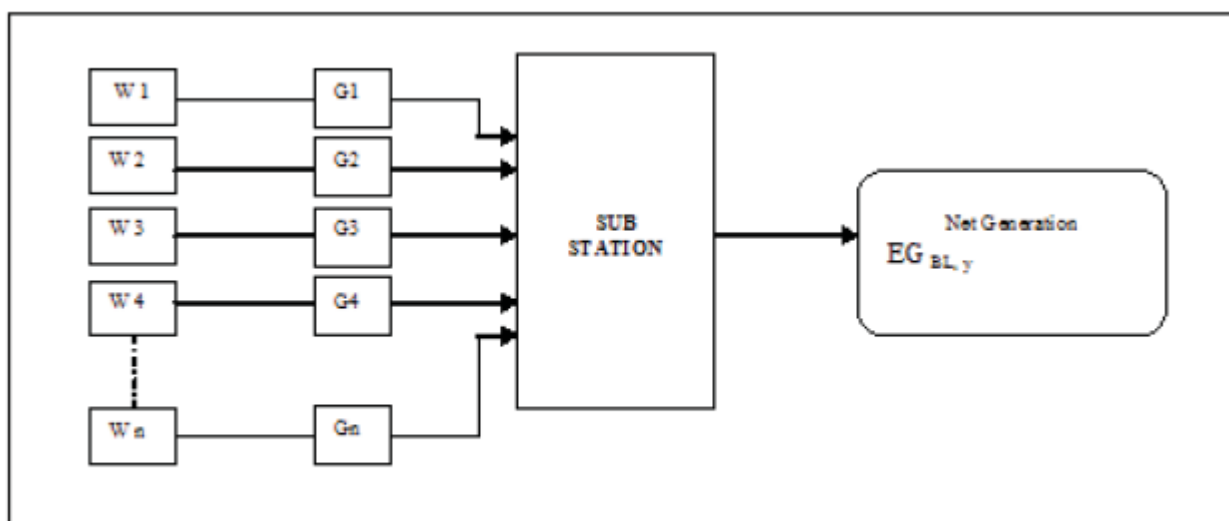 W 1
G1
W 2
G2
W 3
G3
W 4
G4
W n
Gn
SUB
STATION
Net Generation
EG BL, y